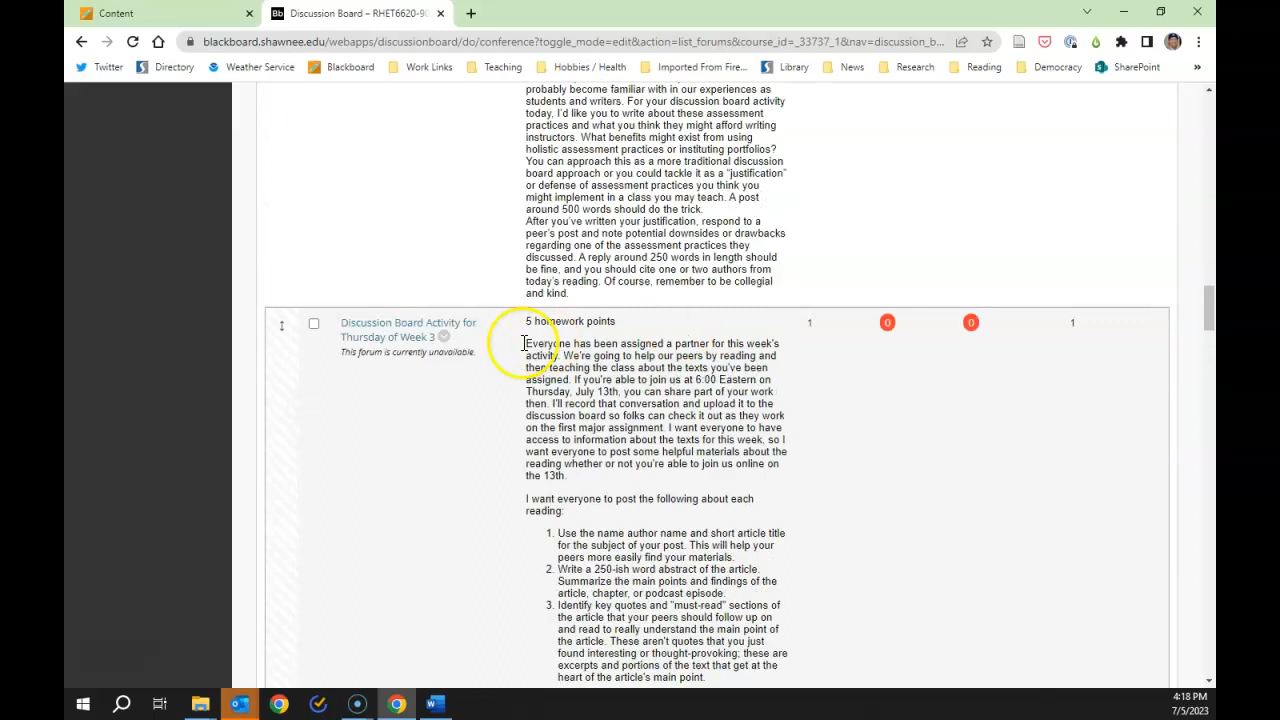 Content
Bb Discussion Board – RHET6620-90
blackboard.shawnee.edu/webapps/discussionboard/do/conference?toggle_mode=edit&action=list_forums&course_id=_33737_1&nav=discussion_b...
Twitter Directory Weather Service Blackboard Work Links Teaching Hobbies / Health Imported From Fire... Library News Research Reading Democracy SharePoint
probably become familiar with in our experiences as
students and writers. For your discussion board activity
today, I'd like you to write about these assessment
practices and what you think they might afford writing
instructors. What benefits might exist from using
holistic assessment practices or instituting portfolios?
You can approach this as a more traditional discussion
board approach or you could tackle it as a “justification”
or defense of assessment practices you think you
might implement in a class you may teach. A post
around 500 words should do the trick.
After you've written your justification, respond to a
peer's post and note potential downsides or drawbacks
regarding one of the assessment practices they
discussed. A reply around 250 words in length should
be fine, and you should cite one or two authors from
today's reading. Of course, remember to be collegial
and kind.
Discussion Board Activity for
Thursday of Week 3
This forum is currently unavailable.
5 homework points
1 0 0 1
Everyone has been assigned a partner for this week's
activity. We're going to help our peers by reading and
then teaching the class about the texts you've been
assigned. If you're able to join us at 6:00 Eastern on
Thursday, July 13th, you can share part of your work
then. I'll record that conversation and upload it to the
discussion board so folks can check it out as they work
on the first major assignment. I want everyone to have
access to information about the texts for this week, so I
want everyone to post some helpful materials about the
reading whether or not you're able to join us online on
the 13th.
I want everyone to post the following about each
reading:
1. Use the name author name and short article title
for the subject of your post. This will help your
peers more easily find your materials.
2. Write a 250-ish word abstract of the article.
Summarize the main points and findings of the
article, chapter, or podcast episode.
3. Identify key quotes and “must-read” sections of
the article that your peers should follow up on
and read to really understand the main point of
the article. These aren't quotes that you just
found interesting or thought-provoking; these are
excerpts and portions of the text that get at the
heart of the article's main point.
4:18 PM
7/5/2023